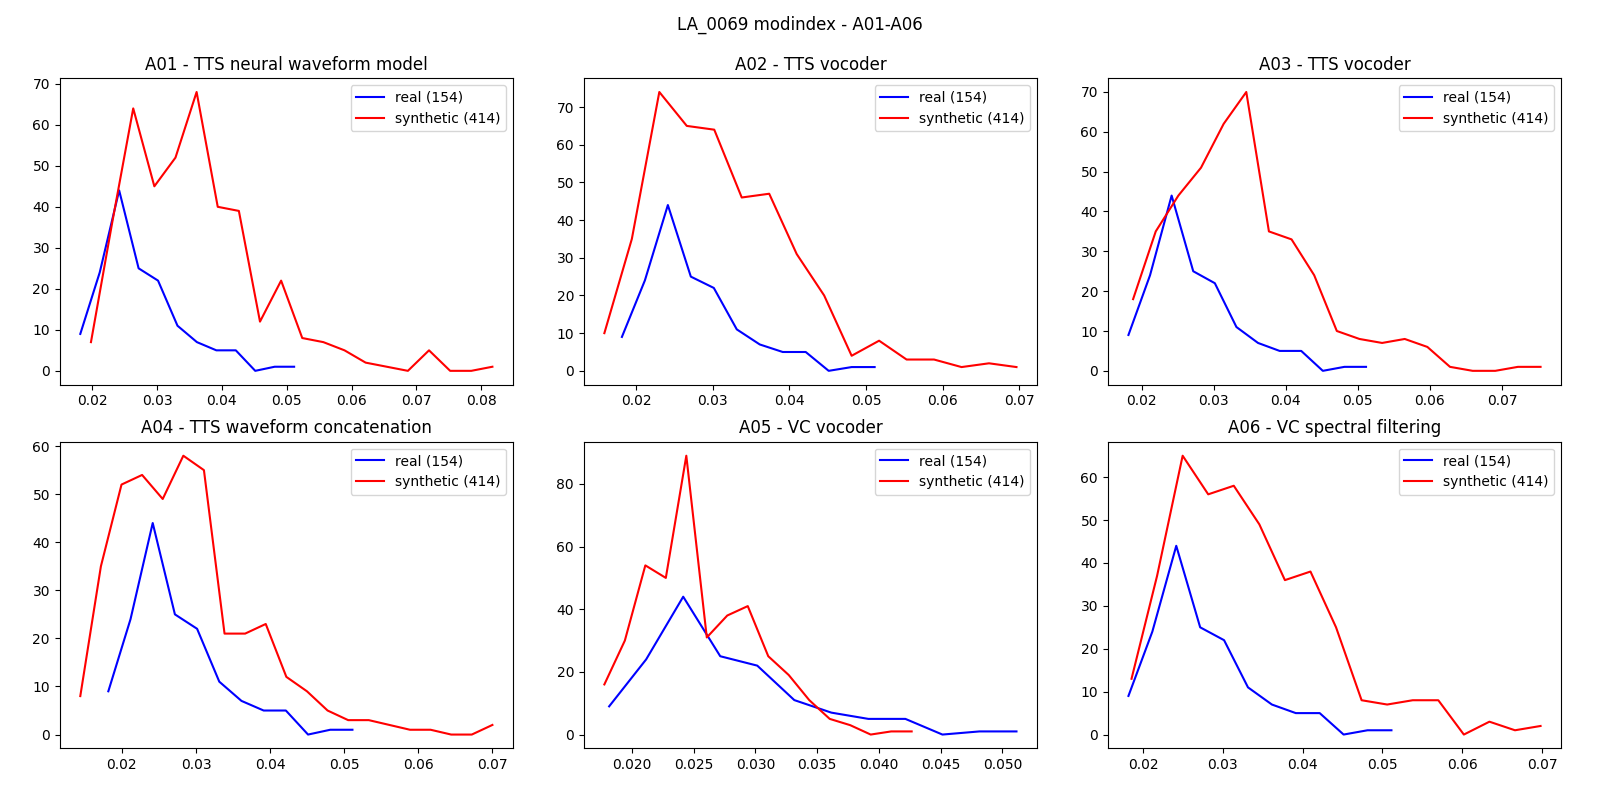 LA_0069 modindex - A01-A06
A01 - TTS neural waveform model
70
60
50
40
30
20
10
0
real (154)
synthetic (414)
0.02 0.03 0.04 0.05 0.06 0.07 0.08
A02 - TTS vocoder
70
60
50
40
30
20
10
0
real (154)
synthetic (414)
0.02 0.03 0.04 0.05 0.06 0.07
A03 - TTS vocoder
70
60
50
40
30
20
10
0
real (154)
synthetic (414)
0.02 0.03 0.04 0.05 0.06 0.07
A04 - TTS waveform concatenation
60
50
40
30
20
10
0
real (154)
synthetic (414)
0.02 0.03 0.04 0.05 0.06 0.07
A05 - VC vocoder
80
60
40
20
0
real (154)
synthetic (414)
0.020 0.025 0.030 0.035 0.040 0.045 0.050
A06 - VC spectral filtering
60
50
40
30
20
10
0
real (154)
synthetic (414)
0.02 0.03 0.04 0.05 0.06 0.07